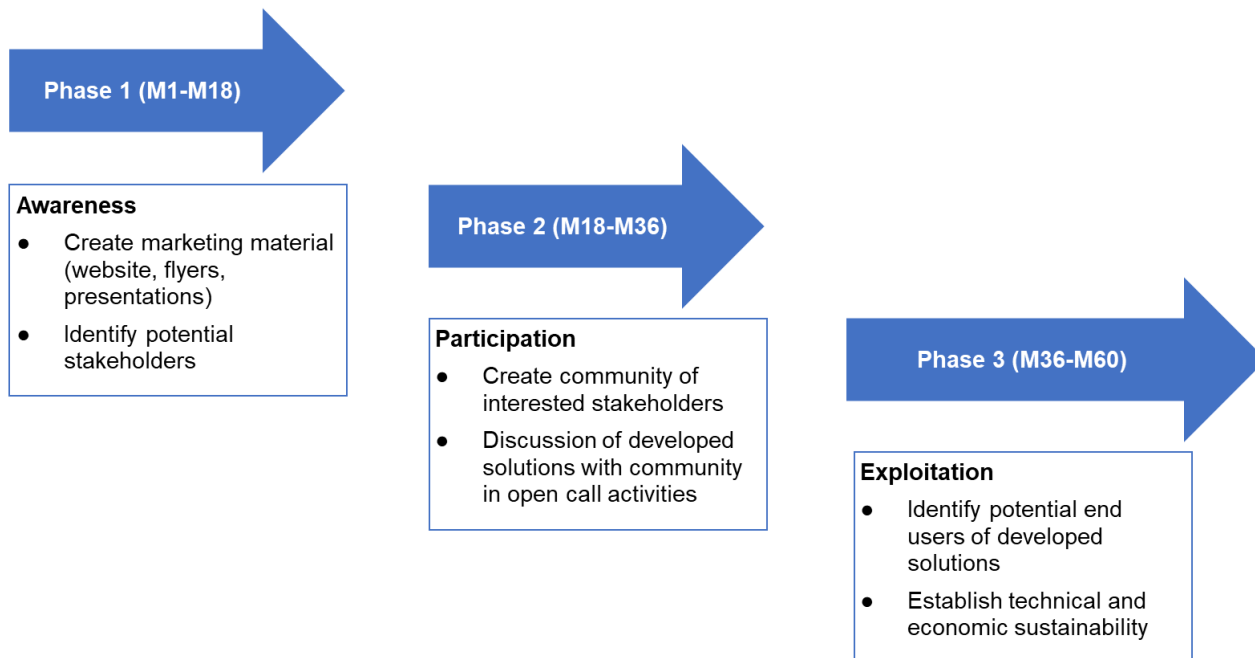 Phase 1 (M1-M18)
Awareness
● Create marketing material
(website, flyers,
presentations)
● Identify potential
stakeholders
Phase 2 (M18-M36)
Participation
● Create community of
interested stakeholders
● Discussion of developed
solutions with community
in open call activities
Phase 3 (M36-M60)
Exploitation
● Identify potential end
users of developed
solutions
● Establish technical and
economic sustainability